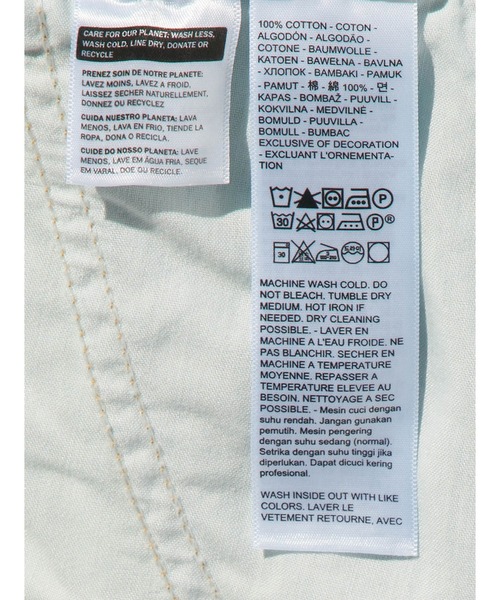 CARE FOR OUR PLANET: WASH LESS,
WASH COLD, LINE DRY, DONATE OR
RECYCLE
PRENEZ SOIN DE NOTRE PLANETE:
LAVEZ MOINS, LAVEZ A FROID,
LAISSEZ SECHER NATURELLEMENT,
DONNEZ OU RECYCLEZ
CUIDA NUESTRO PLANETA: LAVA
MENOS, LAVA EN FRIO, TIENDE LA
ROPA, DONA O RECICLA.
CUIDE DO NOSSO PLANETA: LAVE
MENOS, LAVE EM ÁGUA FRIA, SEQUE
EM VARAL, DOE OU RECICLE.
100% COTTON - COTON -
ALGODÓN - ALGODÃO -
COTONE - BAUMWOLLE -
KATOEN - BAWEŁNA - BAVLNA
- ХЛОПОК - BAMBAKI - PAMUK
- PAMUT - 棉 - 綿 100% - 면 -
KAPAS - BOMBAŽ - PUUVILL -
KOKVILNA - MEDVILNĖ -
BOMULD - PUUVILLA -
BOMULL - BUMBAC
EXCLUSIVE OF DECORATION
- EXCLUANT L'ORNEMENTA-
TION
P
30 P®
30 드라이
MACHINE WASH COLD. DO
NOT BLEACH. TUMBLE DRY
MEDIUM. HOT IRON IF
NEEDED. DRY CLEANING
POSSIBLE. - LAVER EN
MACHINE A L'EAU FROIDE. NE
PAS BLANCHIR. SECHER EN
MACHINE A TEMPERATURE
MOYENNE. REPASSER A
TEMPERATURE ELEVEE AU
BESOIN. NETTOYAGE A SEC
POSSIBLE. - Mesin cuci dengan
suhu rendah. Jangan gunakan
pemutih. Mesin pengering
dengan suhu sedang (normal).
Setrika dengan suhu tinggi jika
diperlukan. Dapat dicuci kering
profesional.
WASH INSIDE OUT WITH LIKE
COLORS. LAVER LE
VETEMENT RETOURNE, AVEC